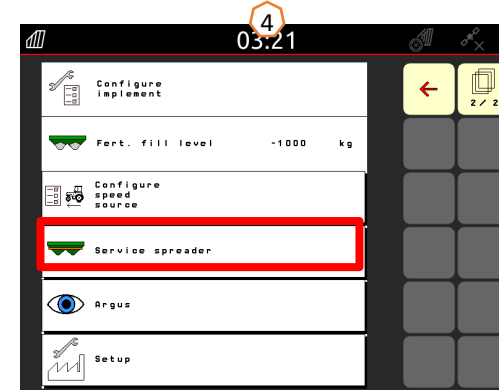 4
03:21
Configure
implement
2 / 2
Fert. fill level -1000 kg
Configure
speed
source
Service spreader
Argus
Setup